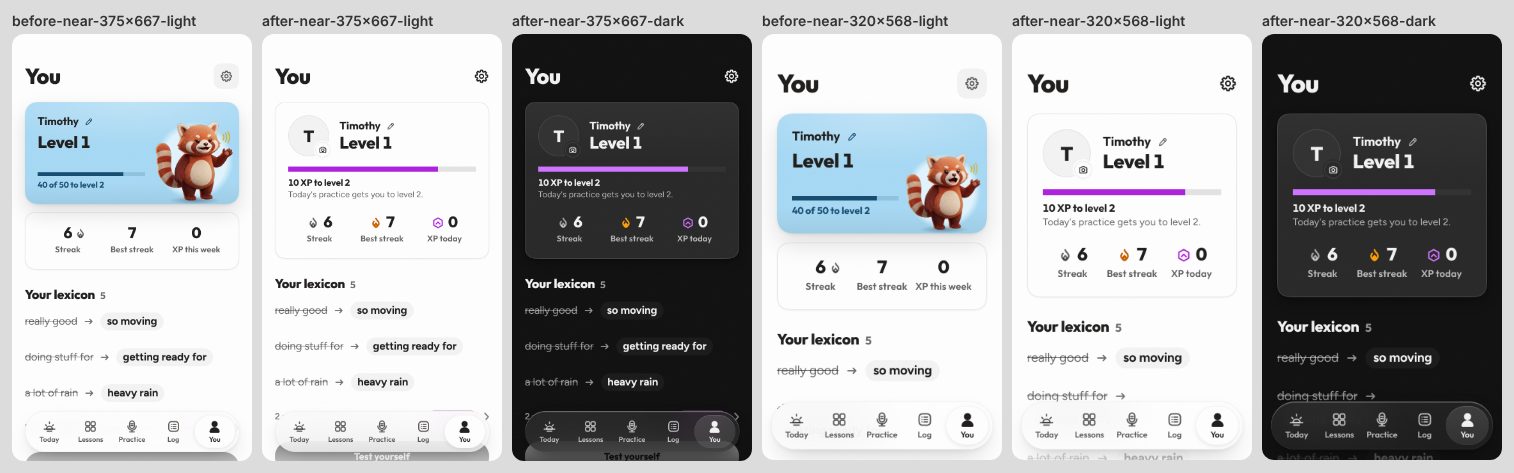 before-near-375×667-light
You
Timothy
Level 1
40 of 50 to level 2
6 7 0
Streak Best streak XP this week
Your lexicon 5
really good → so moving
doing stuff for → getting ready for
a lot of rain → heavy rain
Today Lessons Practice Log You
after-near-375×667-light
You
T
Timothy
Level 1
10 XP to level 2
Today's practice gets you to level 2.
6 7 0
Streak Best streak XP today
Your lexicon 5
really good → so moving
doing stuff for → getting ready for
a lot of rain → heavy rain
2
Today Lessons Practice Log You
Test yourself
after-near-375×667-dark
You
T
Timothy
Level 1
10 XP to level 2
Today's practice gets you to level 2.
6 7 0
Streak Best streak XP today
Your lexicon 5
really good → so moving
doing stuff for → getting ready for
a lot of rain → heavy rain
2
Today Lessons Practice Log You
Test yourself
before-near-320×568-light
You
Timothy
Level 1
40 of 50 to level 2
6 7 0
Streak Best streak XP this week
Your lexicon 5
really good → so moving
Today Lessons Practice Log You
after-near-320×568-light
You
T
Timothy
Level 1
10 XP to level 2
Today's practice gets you to level 2.
6 7 0
Streak Best streak XP today
Your lexicon 5
really good → so moving
doing stuff for →
Today Lessons Practice Log You
a lot of rain → heavy rain
after-near-320×568-dark
You
T
Timothy
Level 1
10 XP to level 2
Today's practice gets you to level 2.
6 7 0
Streak Best streak XP today
Your lexicon 5
really good → so moving
doing stuff for →
Today Lessons Practice Log You
a lot of rain → heavy rain